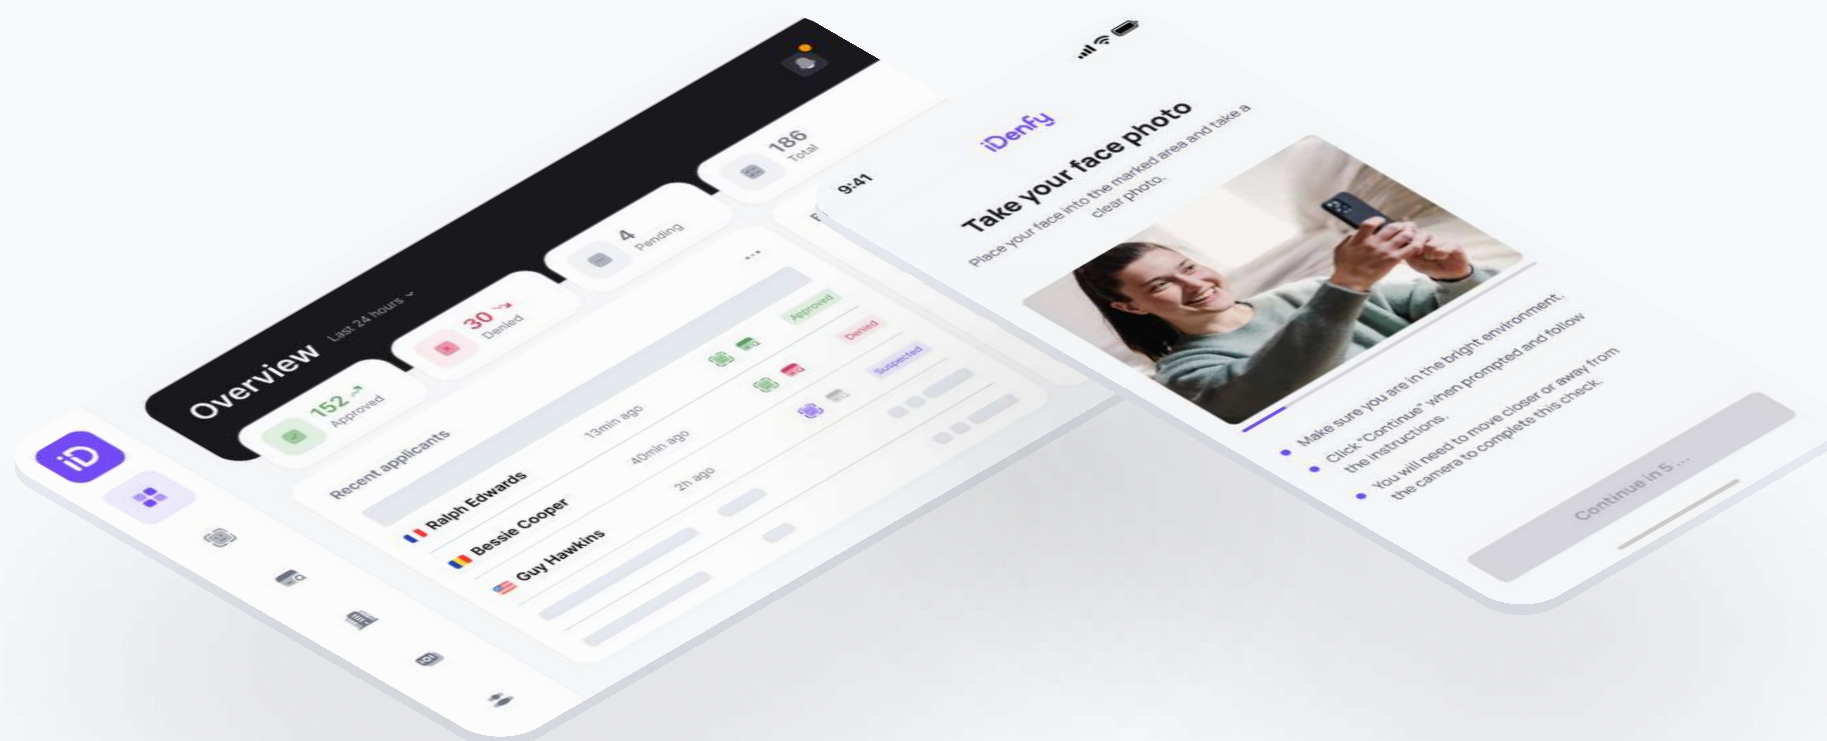 iD
Overview
Last 24 hours
152
Approved
30
Denied
4
Pending
186
Total
Recent applicants
Ralph Edwards
13min ago
Approved
Bessie Cooper
40min ago
Denied
Guy Hawkins
2h ago
Suspected
9:41
iDenfy
Take your face photo
Place your face into the marked area and take a
clear photo.
Make sure you are in the bright environment.
Click "Continue" when prompted and follow
the instructions.
You will need to move closer or away from
the camera to complete this check.
Continue in 5 ...